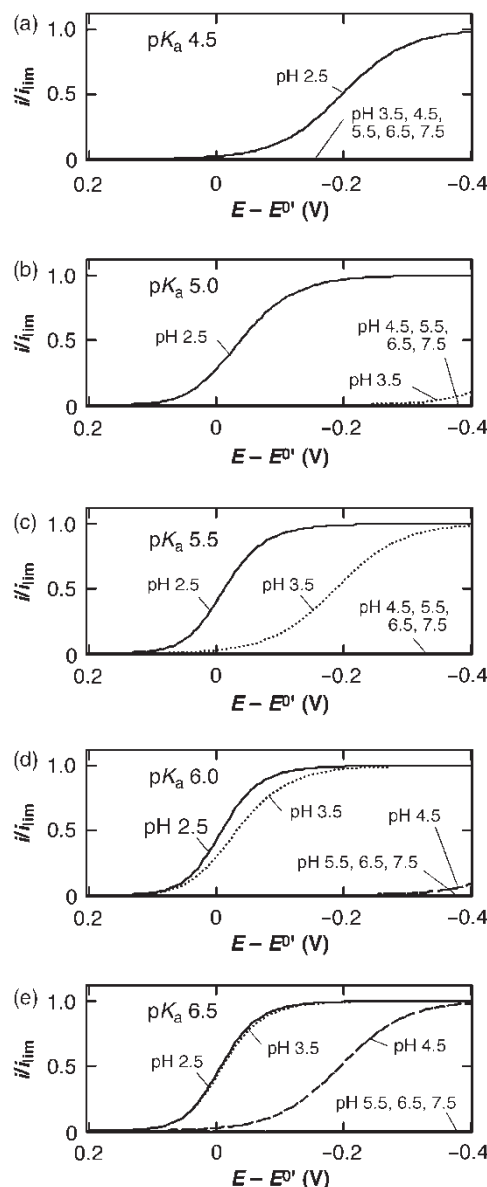 (a)
pKa 4.5
1.0
0.5
0
i/ilim
pH 2.5
pH 3.5, 4.5,
5.5, 6.5, 7.5
0.2 0 −0.2 −0.4
E – E0' (V)
(b)
pKa 5.0
1.0
0.5
0
i/ilim
pH 2.5
pH 4.5, 5.5,
6.5, 7.5
pH 3.5
0.2 0 −0.2 −0.4
E – E0' (V)
(c)
pKa 5.5
1.0
0.5
0
i/ilim
pH 2.5
pH 3.5
pH 4.5, 5.5,
6.5, 7.5
0.2 0 −0.2 −0.4
E – E0' (V)
(d)
pKa 6.0
1.0
0.5
0
i/ilim
pH 2.5
pH 3.5
pH 4.5
pH 5.5, 6.5, 7.5
0.2 0 −0.2 −0.4
E – E0' (V)
(e)
pKa 6.5
1.0
0.5
0
i/ilim
pH 2.5
pH 3.5
pH 4.5
pH 5.5, 6.5, 7.5
0.2 0 −0.2 −0.4
E – E0' (V)